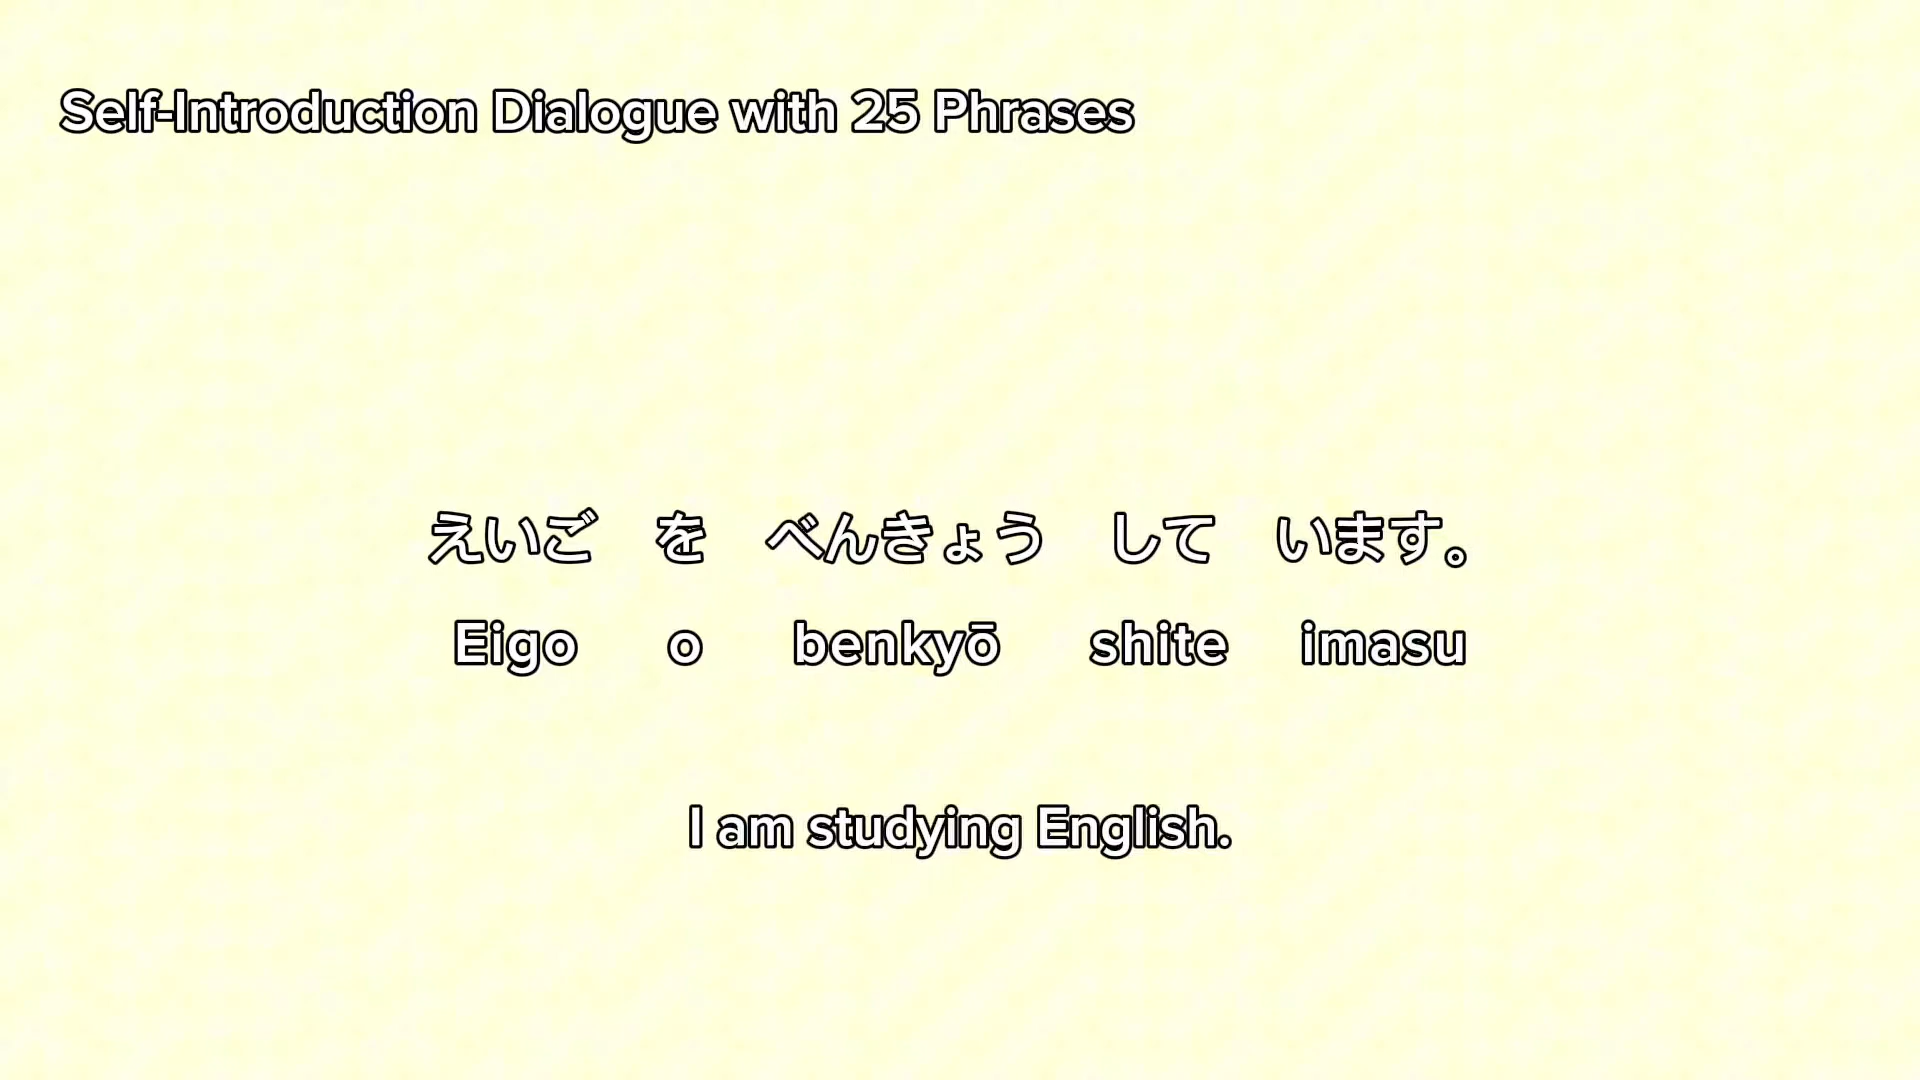 Self-Introduction Dialogue with 25 Phrases
えいご　を　べんきょう　して　います。
Eigo o benkyō shite imasu
I am studying English.